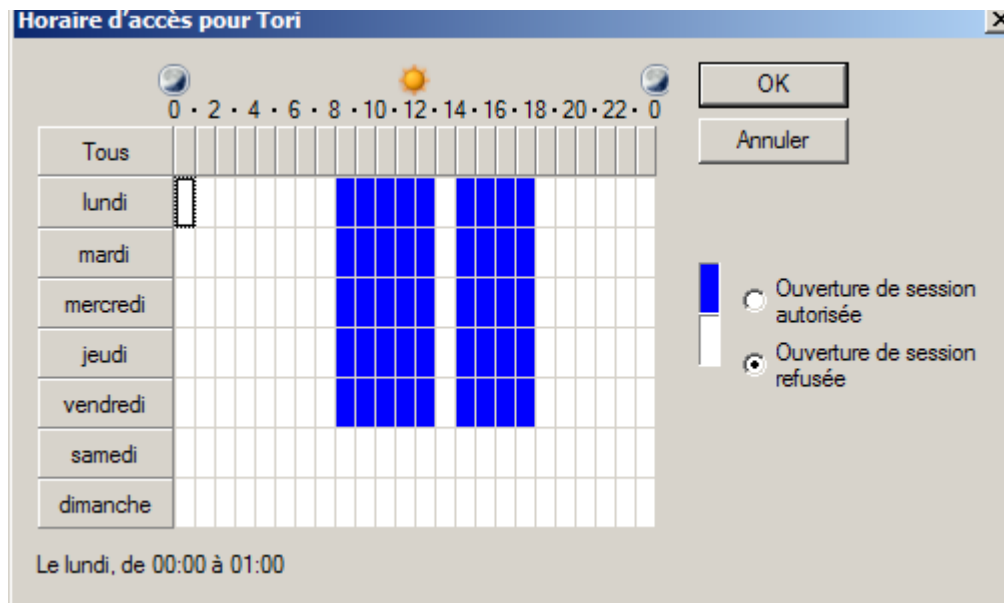 Horaire d'accès pour Tori
0 · 2 · 4 · 6 · 8 · 10 · 12 · 14 · 16 · 18 · 20 · 22 · 0
OK
Annuler
Tous
lundi
mardi
mercredi
jeudi
vendredi
samedi
dimanche
Ouverture de session
autorisée
Ouverture de session
refusée
Le lundi, de 00:00 à 01:00